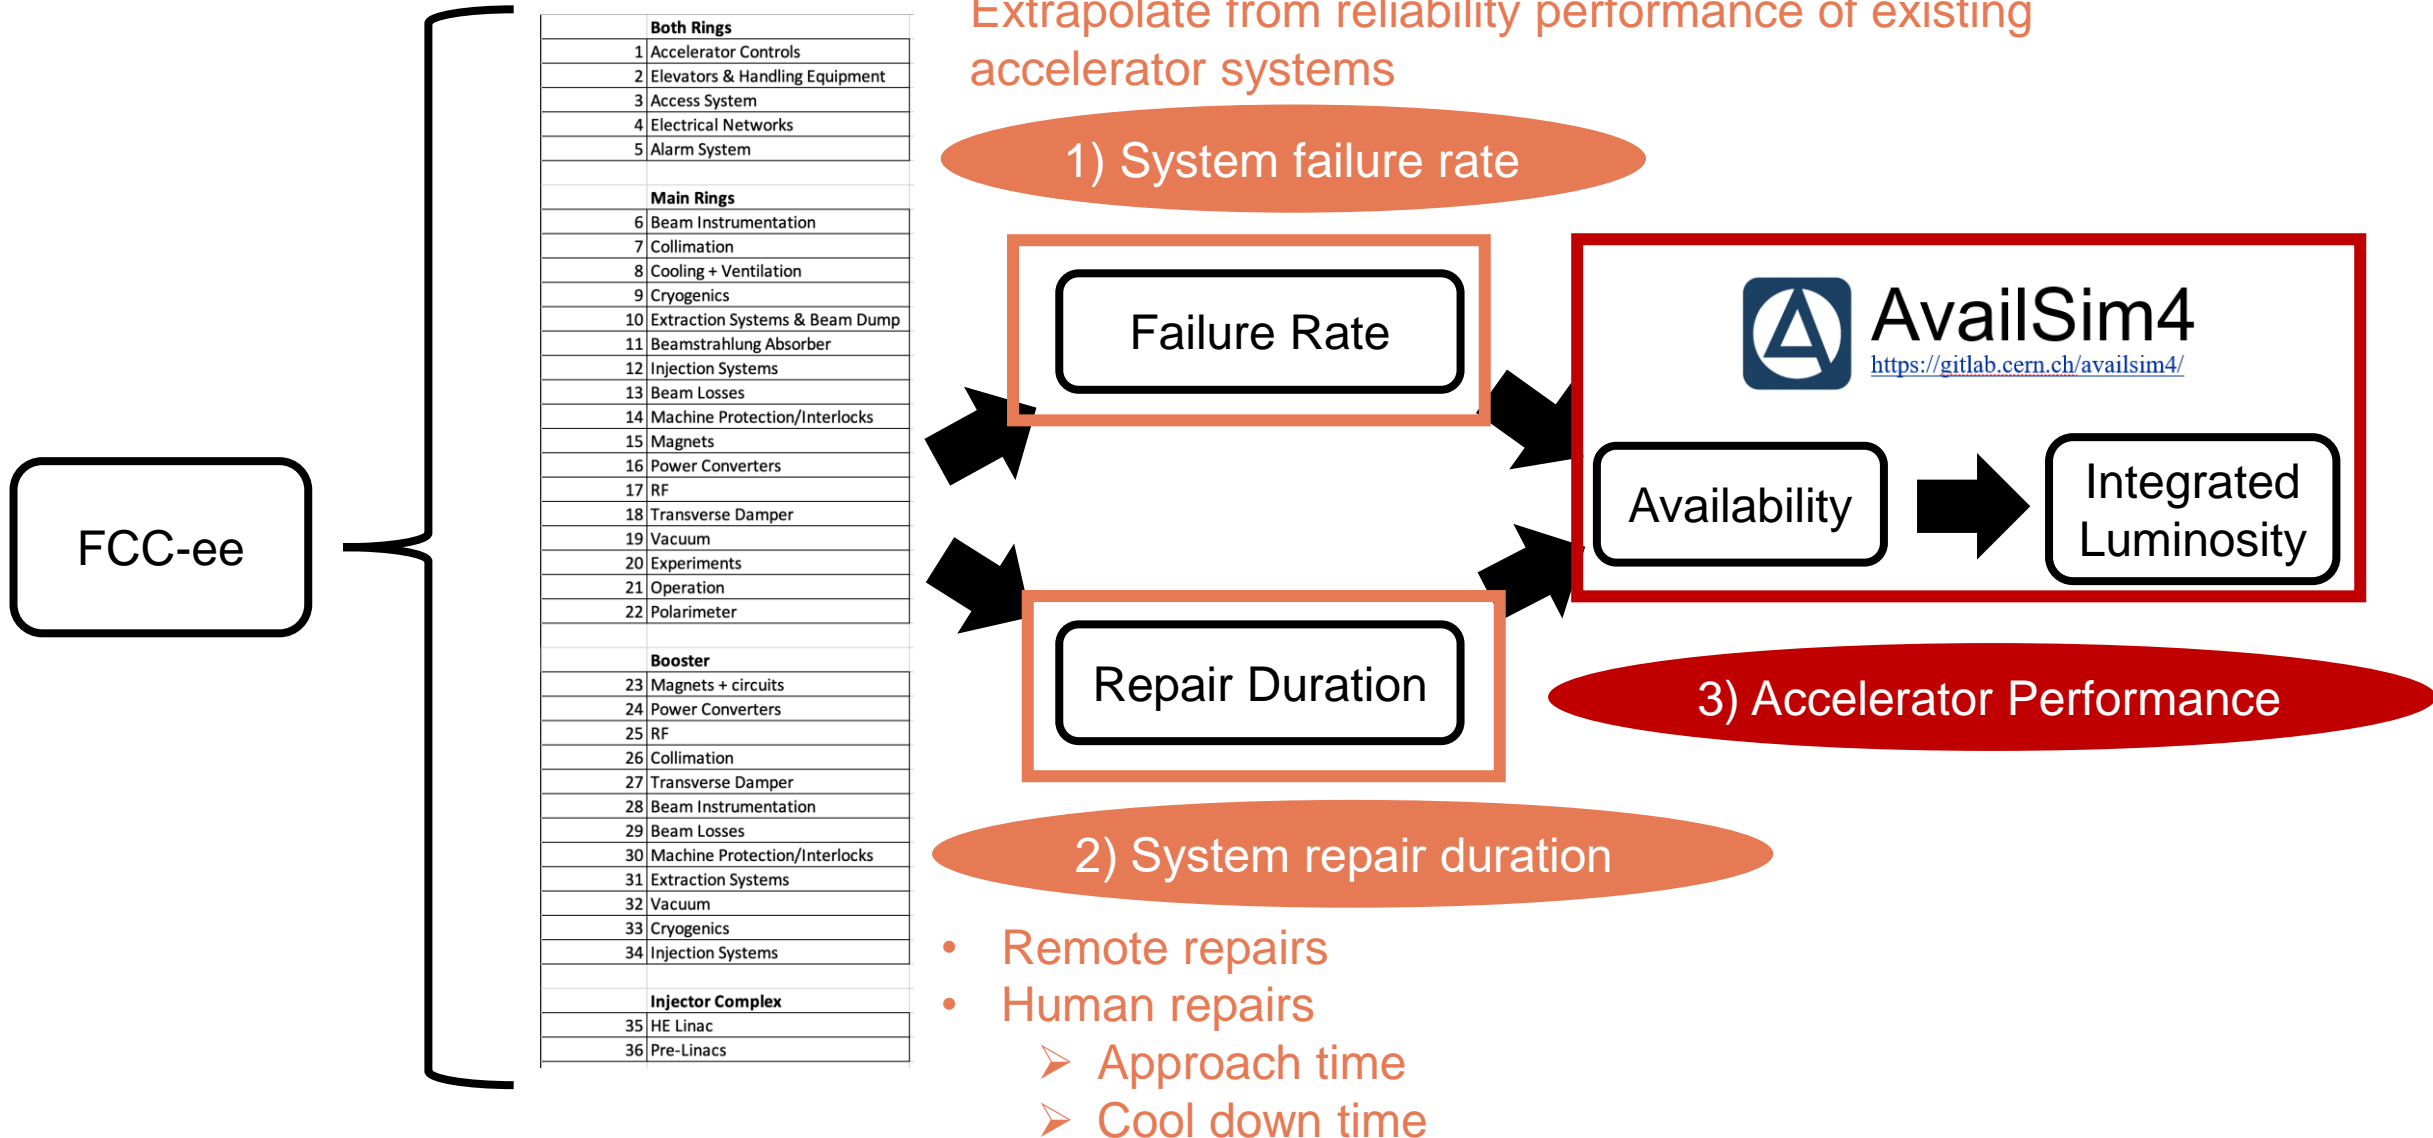 FCC-ee
Both Rings
1 Accelerator Controls
2 Elevators & Handling Equipment
3 Access System
4 Electrical Networks
5 Alarm System
Main Rings
6 Beam Instrumentation
7 Collimation
8 Cooling + Ventilation
9 Cryogenics
10 Extraction Systems & Beam Dump
11 Beamstrahlung Absorber
12 Injection Systems
13 Beam Losses
14 Machine Protection/Interlocks
15 Magnets
16 Power Converters
17 RF
18 Transverse Damper
19 Vacuum
20 Experiments
21 Operation
22 Polarimeter
Booster
23 Magnets + circuits
24 Power Converters
25 RF
26 Collimation
27 Transverse Damper
28 Beam Instrumentation
29 Beam Losses
30 Machine Protection/Interlocks
31 Extraction Systems
32 Vacuum
33 Cryogenics
34 Injection Systems
Injector Complex
35 HE Linac
36 Pre-Linacs
Extrapolate from reliability performance of existing
accelerator systems
1) System failure rate
Failure Rate
Repair Duration
2) System repair duration
• Remote repairs
• Human repairs
➢ Approach time
➢ Cool down time
AvailSim4
https://gitlab.cern.ch/availsim4/
Availability
Integrated
Luminosity
3) Accelerator Performance